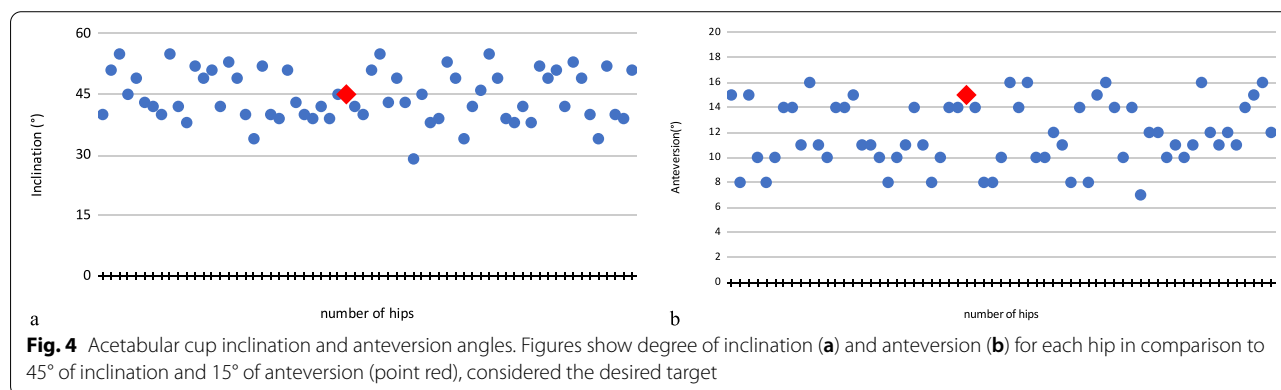 60
45
30
15
0
Inclination (°)
number of hips
a
20
18
16
14
12
10
8
6
4
2
0
Anteversion(°)
number of hips
b
Fig. 4 Acetabular cup inclination and anteversion angles. Figures show degree of inclination (a) and anteversion (b) for each hip in comparison to
45° of inclination and 15° of anteversion (point red), considered the desired target